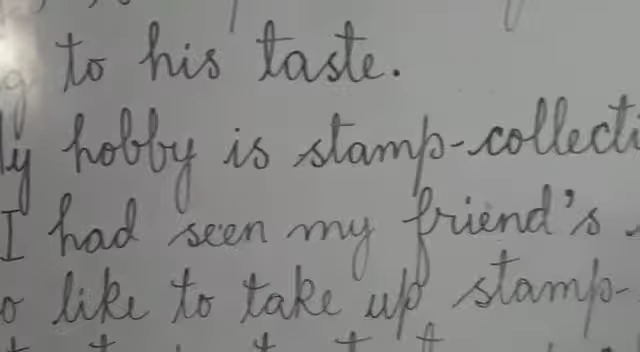 to his taste.
hobby is stamp-collecti
I had seen my friend's
o like to take up stamp-